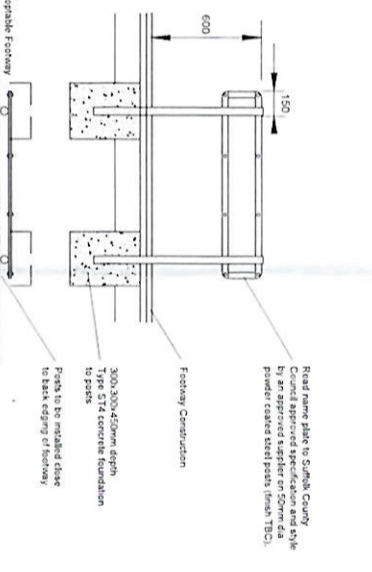 600
150
Road name plate to Suffolk County
Council approved specification and style
by an approved supplier on 50mm dia
powder coated steel posts (finish TBC).
Footway Construction
300x300x450mm depth
Type ST4 concrete foundation
to posts
Posts to be installed close
to back edging of footway
optable Footway